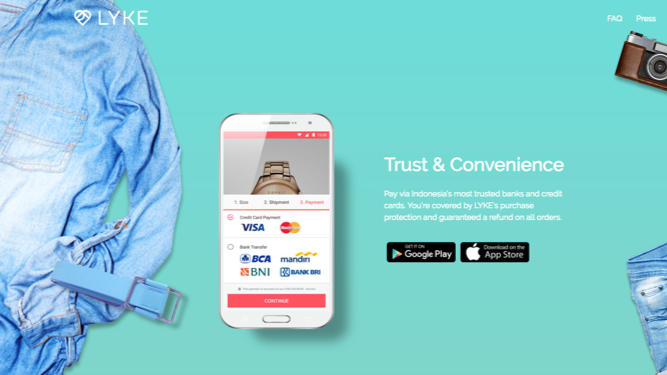 LYKE
FAQ Press
Trust & Convenience
Pay via Indonesia's most trusted banks and credit
cards. You're covered by LYKE's purchase
protection and guaranteed a refund on all orders.
GET IT ON
Google Play
Download on the
App Store
1. Size 2. Shipment 3. Payment
Credit Card Payment
VISA MasterCard
Bank Transfer
BCA mandiri
BNI BANK BRI
CONTINUE